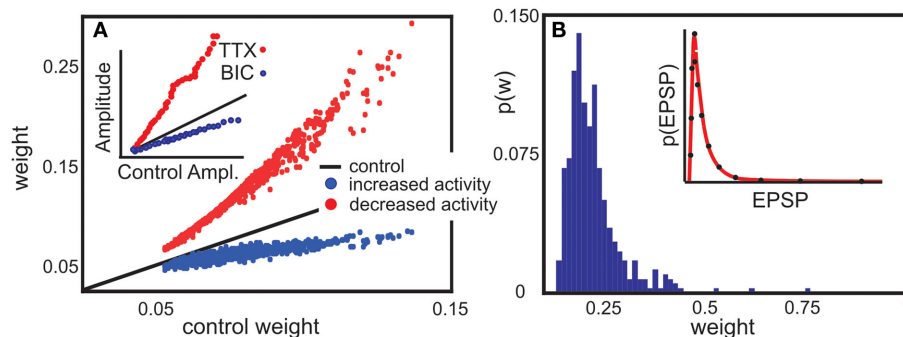 A
TTX
BIC
Amplitude
Control Ampl.
weight
0.25
0.15
0.05
control
increased activity
decreased activity
0.05
0.15
control weight
B
0.150
p(w)
0.075
0
p(EPSP)
EPSP
0.25
0.5
0.75
weight